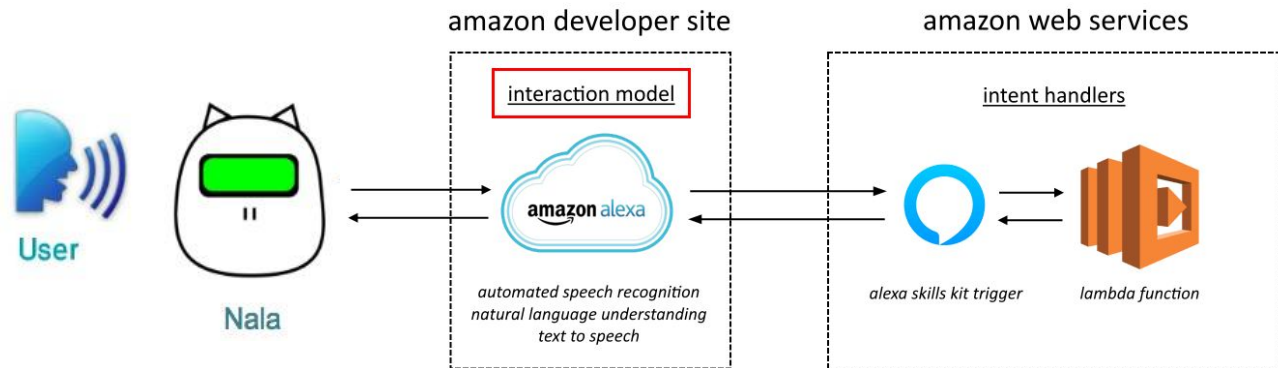 amazon developer site
amazon web services
interaction model
intent handlers
amazon alexa
User
Nala
automated speech recognition
natural language understanding
text to speech
alexa skills kit trigger
lambda function